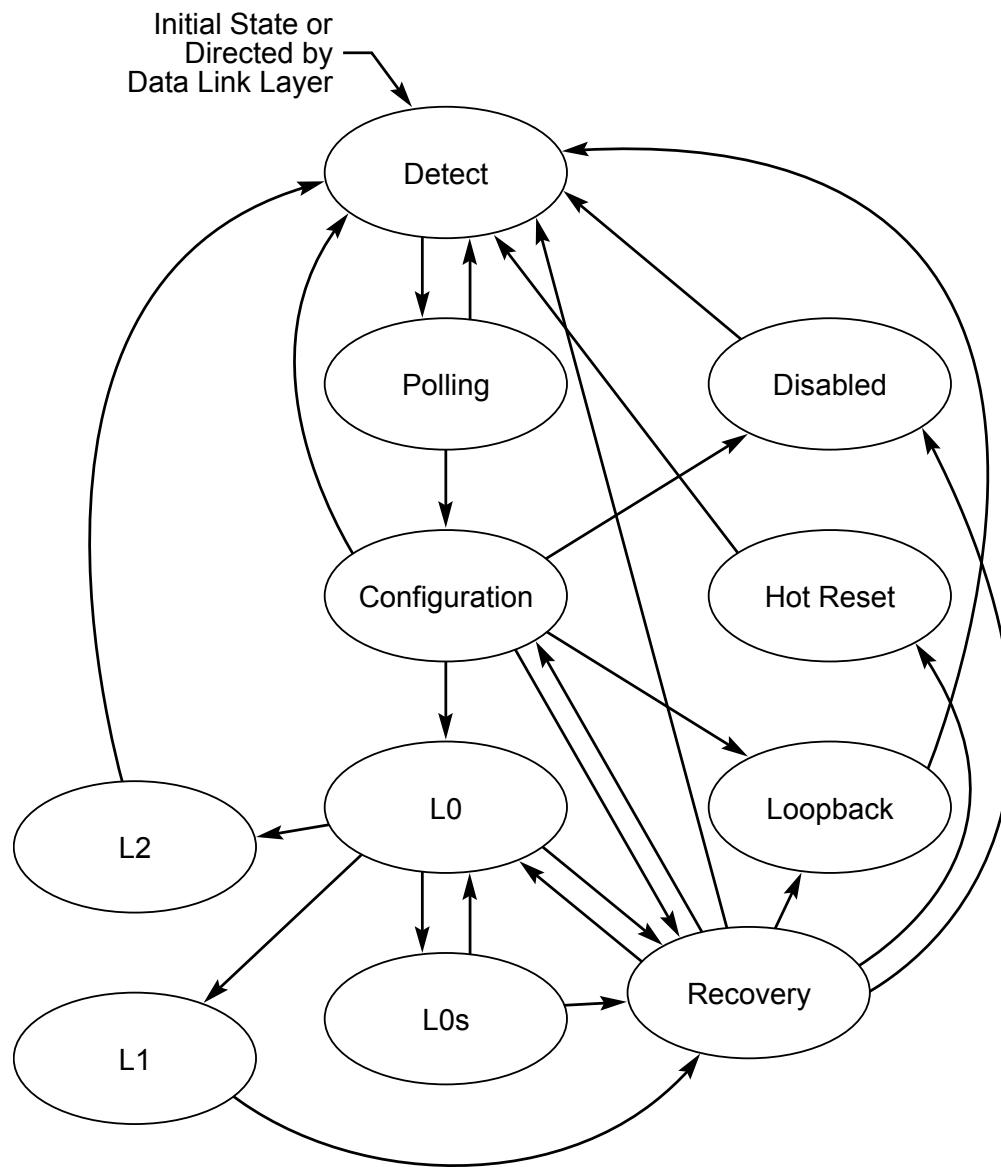 Initial State or
Directed by
Data Link Layer
Detect
Polling
Disabled
Configuration
Hot Reset
L0
Loopback
L2
Recovery
L0s
L1